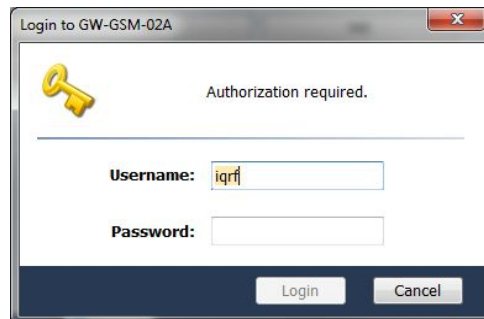 Login to GW-GSM-02A
Authorization required.
Username: iqrf
Password:
Login Cancel